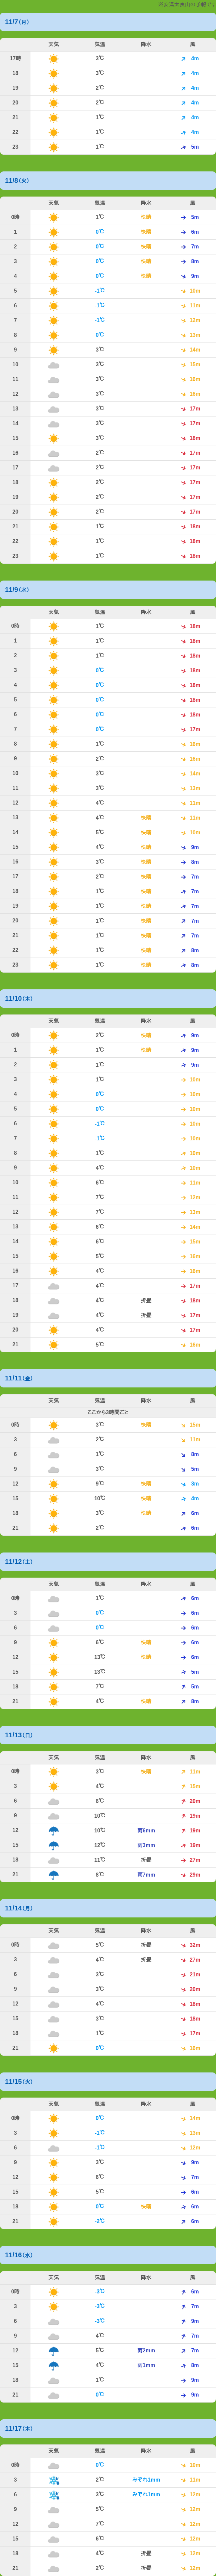 ※安達太良山の予報です
11/7(月)
天気 気温 降水 風
17時 3℃ 4m
18 3℃ 4m
19 2℃ 4m
20 2℃ 4m
21 1℃ 4m
22 1℃ 4m
23 1℃ 5m
11/8(火)
天気 気温 降水 風
0時 1℃ 快晴 5m
1 0℃ 快晴 6m
2 0℃ 快晴 7m
3 0℃ 快晴 8m
4 0℃ 快晴 9m
5 -1℃ 10m
6 -1℃ 11m
7 -1℃ 12m
8 0℃ 13m
9 3℃ 14m
10 3℃ 15m
11 3℃ 16m
12 3℃ 16m
13 3℃ 17m
14 3℃ 17m
15 3℃ 18m
16 2℃ 17m
17 2℃ 17m
18 2℃ 17m
19 2℃ 17m
20 2℃ 17m
21 1℃ 18m
22 1℃ 18m
23 1℃ 18m
11/9(水)
天気 気温 降水 風
0時 1℃ 18m
1 1℃ 18m
2 1℃ 18m
3 0℃ 18m
4 0℃ 18m
5 0℃ 18m
6 0℃ 18m
7 0℃ 17m
8 1℃ 16m
9 2℃ 16m
10 3℃ 14m
11 3℃ 13m
12 4℃ 11m
13 4℃ 快晴 11m
14 5℃ 快晴 10m
15 4℃ 快晴 9m
16 3℃ 快晴 8m
17 2℃ 快晴 7m
18 1℃ 快晴 7m
19 1℃ 快晴 7m
20 1℃ 快晴 7m
21 1℃ 快晴 7m
22 1℃ 快晴 8m
23 1℃ 快晴 8m
11/10(木)
天気 気温 降水 風
0時 2℃ 快晴 9m
1 1℃ 快晴 9m
2 1℃ 9m
3 1℃ 10m
4 0℃ 10m
5 0℃ 10m
6 -1℃ 10m
7 -1℃ 10m
8 1℃ 10m
9 4℃ 10m
10 6℃ 11m
11 7℃ 12m
12 7℃ 13m
13 6℃ 14m
14 6℃ 15m
15 5℃ 16m
16 4℃ 16m
17 4℃ 17m
18 4℃ 折曇 18m
19 4℃ 折曇 17m
20 4℃ 17m
21 5℃ 16m
11/11(金)
天気 気温 降水 風
ここから3時間ごと
0時 3℃ 快晴 15m
3 2℃ 11m
6 1℃ 8m
9 3℃ 5m
12 9℃ 快晴 3m
15 10℃ 快晴 4m
18 3℃ 快晴 6m
21 2℃ 6m
11/12(土)
天気 気温 降水 風
0時 1℃ 6m
3 0℃ 6m
6 0℃ 6m
9 6℃ 快晴 6m
12 13℃ 快晴 6m
15 13℃ 5m
18 7℃ 5m
21 4℃ 快晴 8m
11/13(日)
天気 気温 降水 風
0時 3℃ 快晴 11m
3 4℃ 15m
6 6℃ 20m
9 10℃ 19m
12 10℃ 雨6mm 19m
15 12℃ 雨3mm 19m
18 11℃ 折曇 27m
21 8℃ 雨7mm 29m
11/14(月)
天気 気温 降水 風
0時 5℃ 折曇 32m
3 4℃ 折曇 27m
6 3℃ 21m
9 3℃ 20m
12 4℃ 18m
15 3℃ 18m
18 1℃ 17m
21 0℃ 16m
11/15(火)
天気 気温 降水 風
0時 0℃ 14m
3 -1℃ 13m
6 -1℃ 12m
9 3℃ 9m
12 6℃ 7m
15 5℃ 6m
18 0℃ 快晴 6m
21 -2℃ 6m
11/16(水)
天気 気温 降水 風
0時 -3℃ 6m
3 -3℃ 7m
6 -3℃ 9m
9 4℃ 7m
12 5℃ 雨2mm 7m
15 4℃ 雨1mm 8m
18 1℃ 9m
21 0℃ 9m
11/17(木)
天気 気温 降水 風
0時 0℃ 10m
3 2℃ みぞれ1mm 11m
6 3℃ みぞれ1mm 12m
9 5℃ 12m
12 7℃ 12m
15 6℃ 12m
18 4℃ 折曇 12m
21 2℃ 折曇 12m